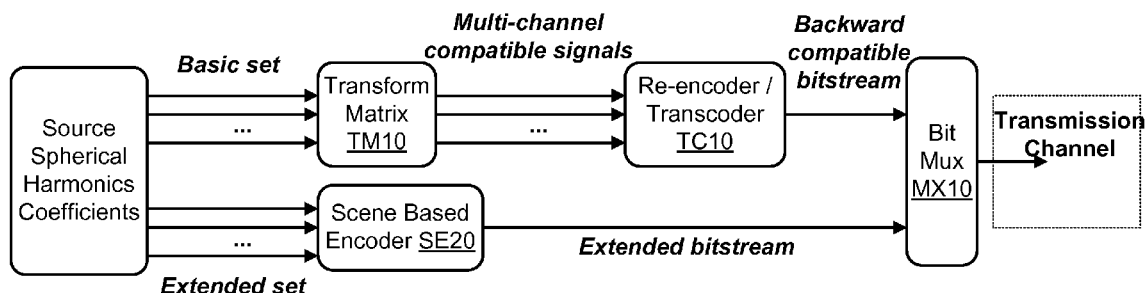 Source
Spherical
Harmonics
Coefficients
Basic set
...
Transform
Matrix
TM10
Multi-channel
compatible signals
...
Re-encoder /
Transcoder
TC10
Backward
compatible
bitstream
...
Extended set
Scene Based
Encoder SE20
Extended bitstream
Bit
Mux
MX10
Transmission
Channel